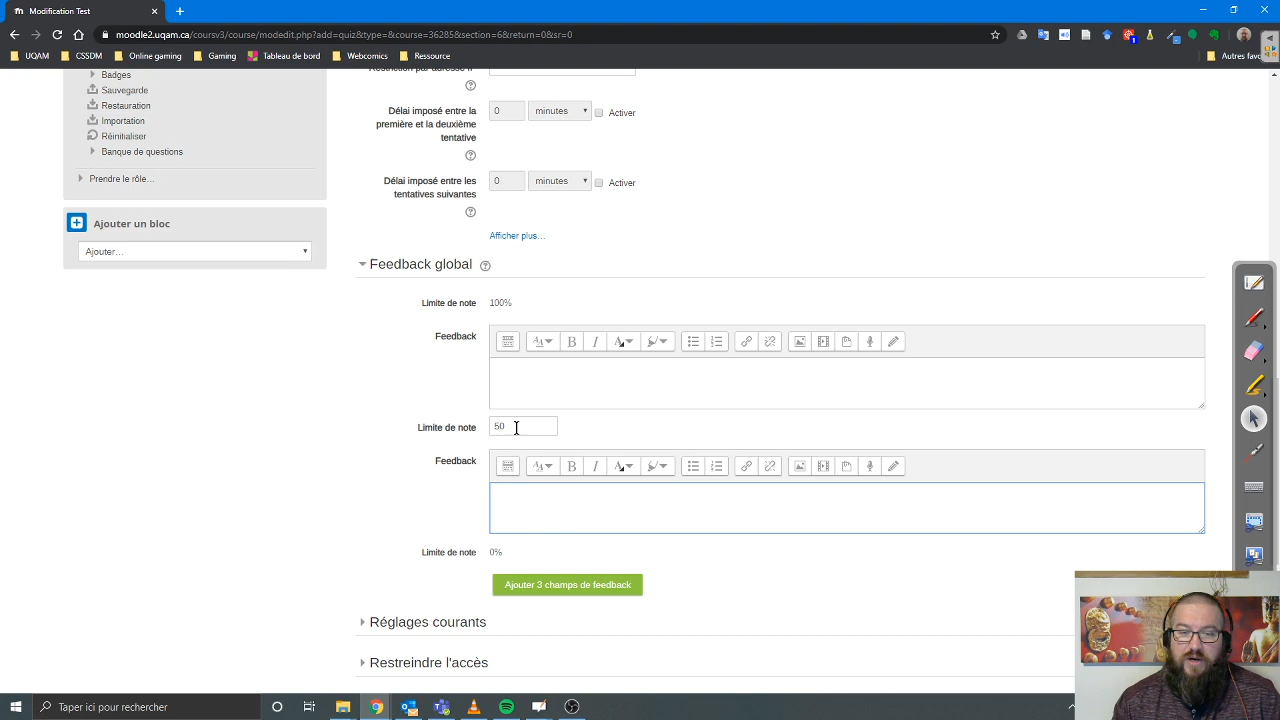 Modification Test
moodle2.uqam.ca/coursv3/course/modedit.php?add=quiz&type=&course=36285&section=6&return=0&sr=0
UQAM CSSDM Online gaming Gaming Tableau de bord Webcomics Ressource Autres favo
Badges
Sauvegarde
Restauration
Importation
Réinitialiser
Banque de questions
Prendre le rôle…
Ajouter un bloc
Ajouter…
Restriction par adresse IP
Délai imposé entre la
première et la deuxième
tentative
0 minutes Activer
Délai imposé entre les
tentatives suivantes
0 minutes Activer
Afficher plus…
Feedback global
Limite de note 100%
Feedback
Limite de note 50
Feedback
Limite de note 0%
Ajouter 3 champs de feedback
Réglages courants
Restreindre l'accès
Taper ici pour rechercher